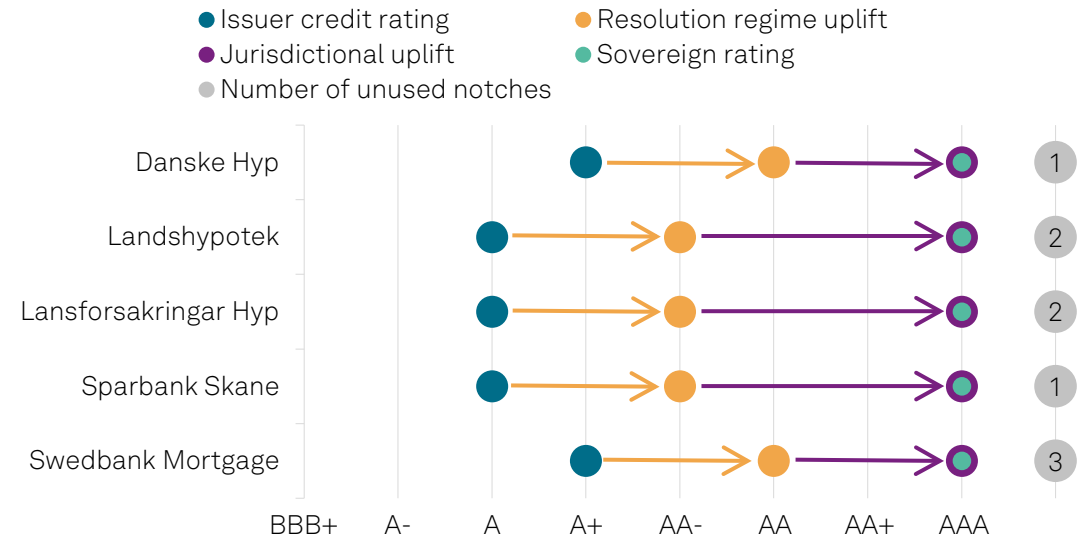 Issuer credit rating
Resolution regime uplift
Jurisdictional uplift
Sovereign rating
Number of unused notches
Danske Hyp
1
Landshypotek
2
Lansforsakringar Hyp
2
Sparbank Skane
1
Swedbank Mortgage
3
BBB+ A- A A+ AA- AA AA+ AAA